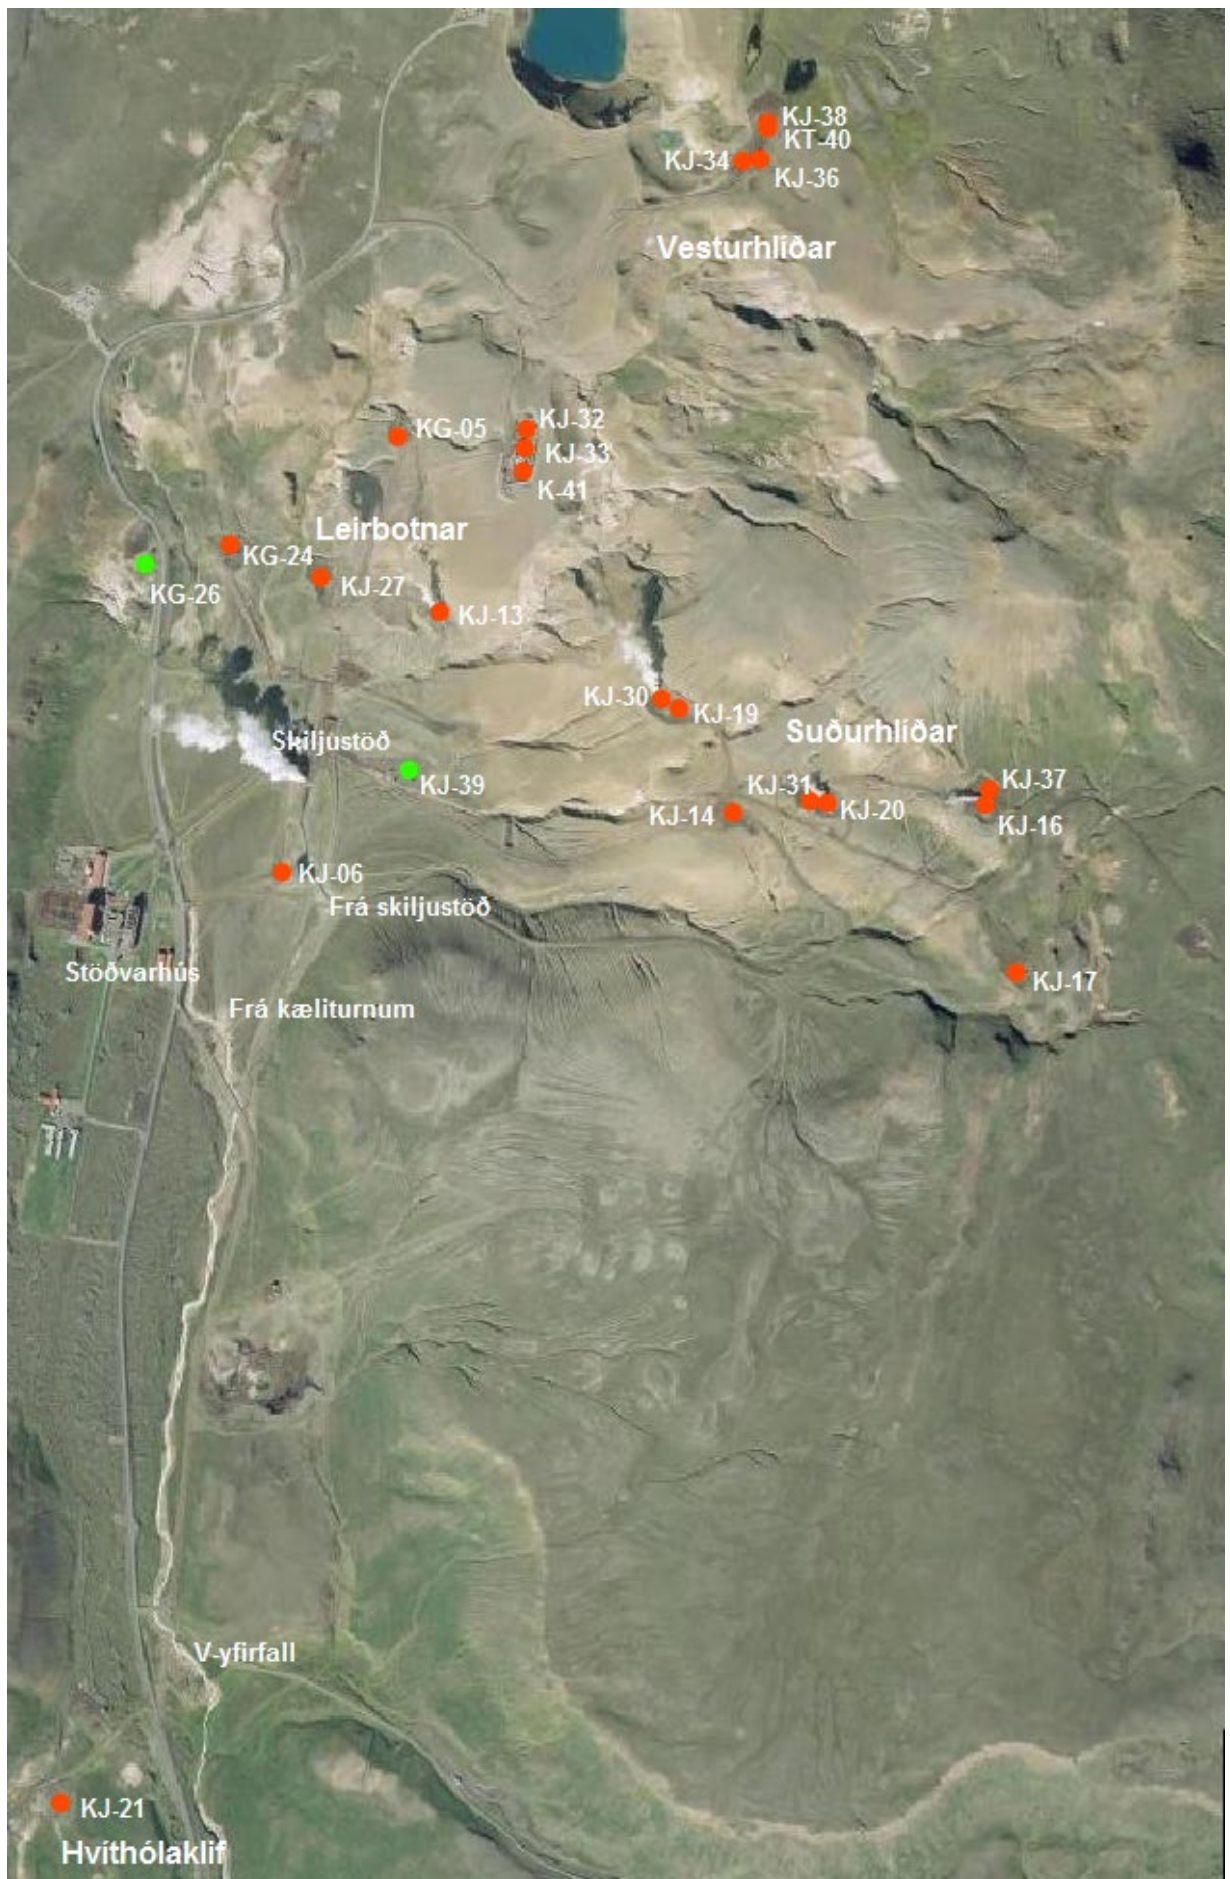 KJ-38
KT-40
KJ-34
KJ-36
Vesturhlíðar
KG-05
KJ-32
KJ-33
K-41
Leirbotnar
KG-24
KG-26
KJ-27
KJ-13
KJ-30
KJ-19
Suðurhlíðar
Skiljustöð
KJ-39
KJ-31
KJ-20
KJ-14
KJ-37
KJ-16
KJ-06
Frá skiljustöð
Stöðvarhús
KJ-17
Frá kæliturnum
V-yfirfall
KJ-21
Hvíthólaklif